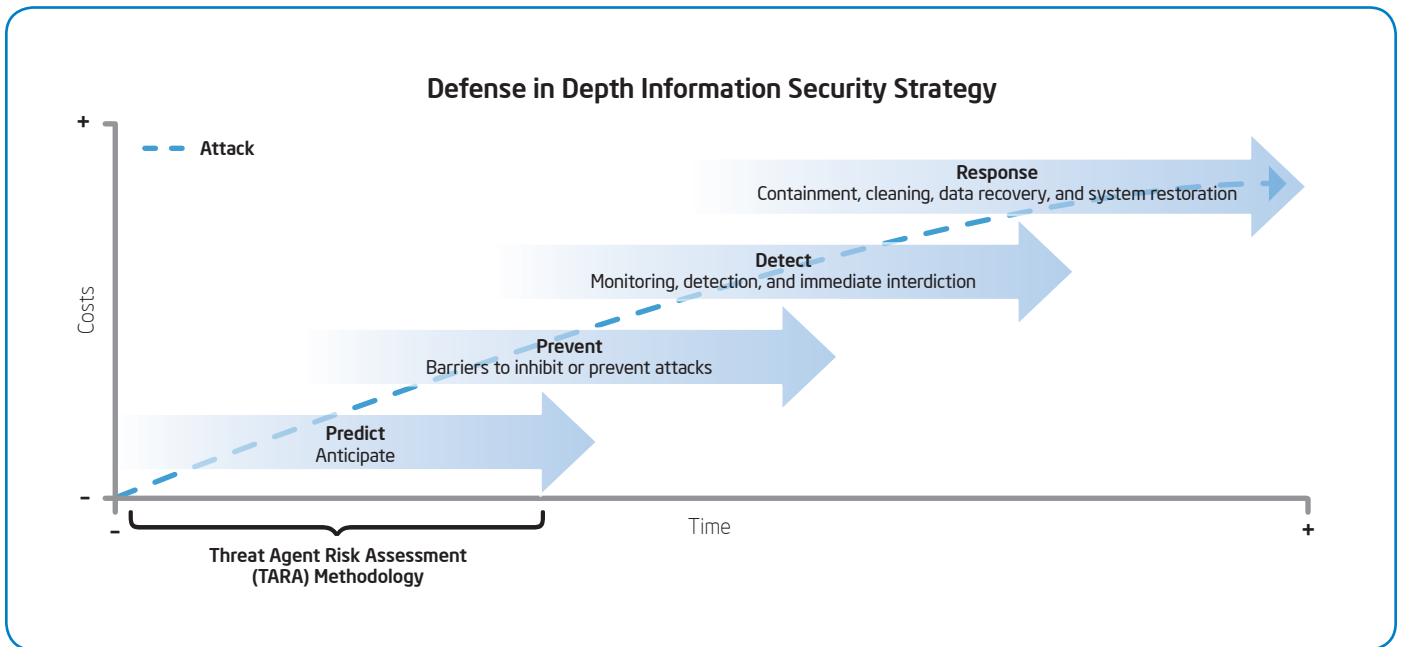 Defense in Depth Information Security Strategy
+
Attack
Response
Containment, cleaning, data recovery, and system restoration
Detect
Monitoring, detection, and immediate interdiction
Costs
Prevent
Barriers to inhibit or prevent attacks
Predict
Anticipate
-
-
Time
+
Threat Agent Risk Assessment
(TARA) Methodology